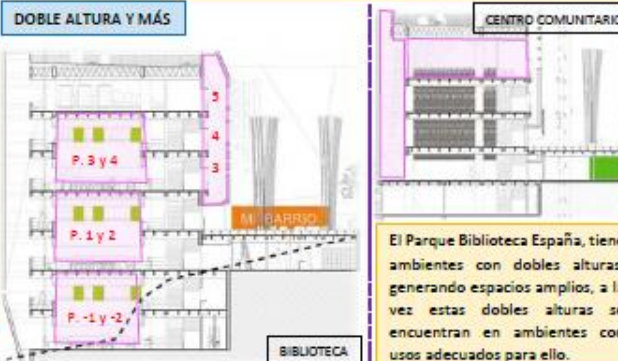 DOBLE ALTURA Y MÁS
CENTRO COMUNITARIO
5
4
3
P. 3 y 4
P. 1 y 2
P. -1 y -2
MI BARRIO
BIBLIOTECA
El Parque Biblioteca España, tiene
ambientes con dobles alturas
generando espacios amplios, a la
vez estas dobles alturas se
encuentran en ambientes con
usos adecuados para ello.